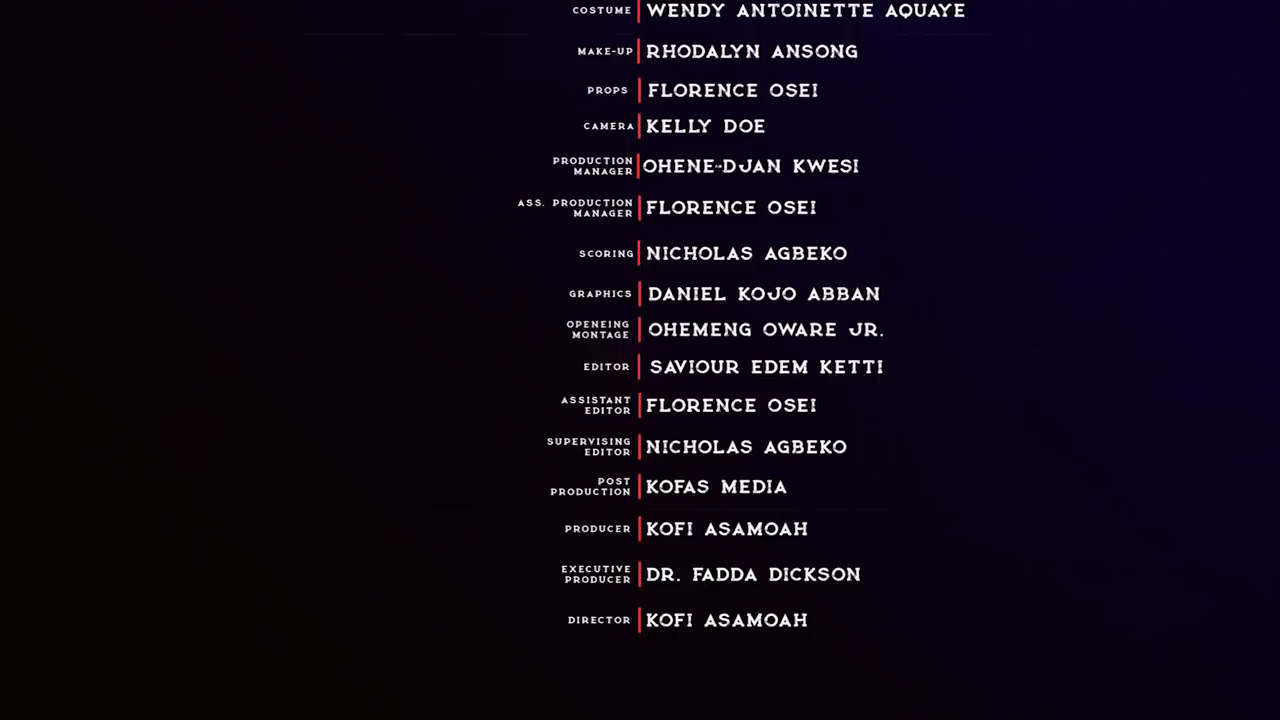 COSTUME WENDY ANTOINETTE AQUAYE
MAKE-UP RHODALYN ANSONG
PROPS FLORENCE OSEI
CAMERA KELLY DOE
PRODUCTION
MANAGER OHENE-DJAN KWESI
ASS. PRODUCTION
MANAGER FLORENCE OSEI
SCORING NICHOLAS AGBEKO
GRAPHICS DANIEL KOJO ABBAN
OPENEING
MONTAGE OHEMENG OWARE JR.
EDITOR SAVIOUR EDEM KETTI
ASSISTANT
EDITOR FLORENCE OSEI
SUPERVISING
EDITOR NICHOLAS AGBEKO
POST
PRODUCTION KOFAS MEDIA
PRODUCER KOFI ASAMOAH
EXECUTIVE
PRODUCER DR. FADDA DICKSON
DIRECTOR KOFI ASAMOAH